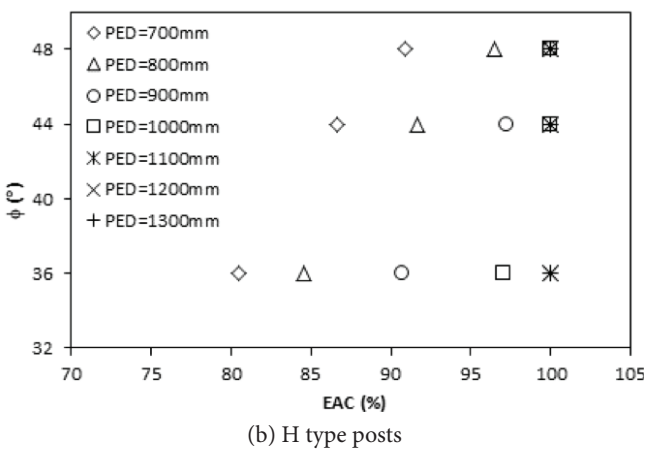 48
44
40
36
32
ϕ (°)
PED=700mm
PED=800mm
PED=900mm
PED=1000mm
PED=1100mm
PED=1200mm
PED=1300mm
70 75 80 85 90 95 100 105
EAC (%)
(b) H type posts